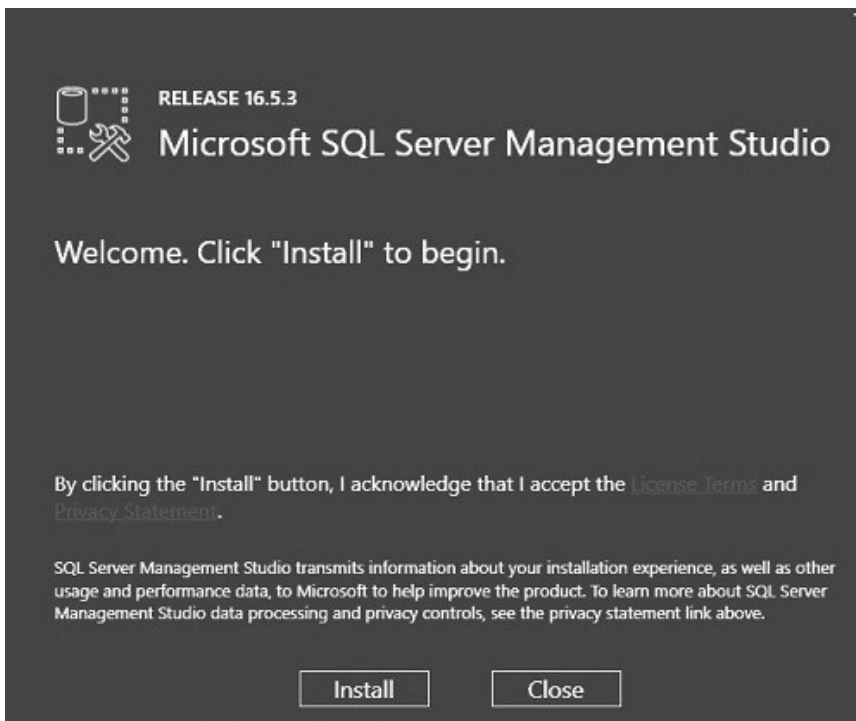 RELEASE 16.5.3
Microsoft SQL Server Management Studio
Welcome. Click "Install" to begin.
By clicking the "Install" button, I acknowledge that I accept the License Terms and
Privacy Statement.
SQL Server Management Studio transmits information about your installation experience, as well as other
usage and performance data, to Microsoft to help improve the product. To learn more about SQL Server
Management Studio data processing and privacy controls, see the privacy statement link above.
Install
Close